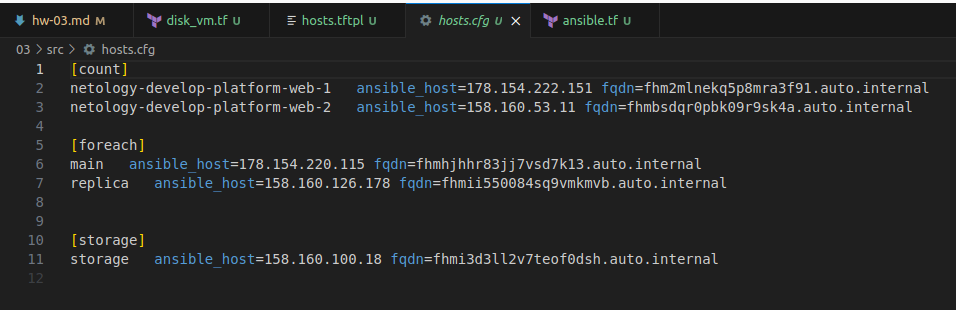 hw-03.md M disk_vm.tf U hosts.tftpl U hosts.cfg U ansible.tf U
03 > src > hosts.cfg
1 [count]
2 netology-develop-platform-web-1 ansible_host=178.154.222.151 fqdn=fhm2mlnekq5p8mra3f91.auto.internal
3 netology-develop-platform-web-2 ansible_host=158.160.53.11 fqdn=fhmbsdqr0pbk09r9sk4a.auto.internal
4
5 [foreach]
6 main ansible_host=178.154.220.115 fqdn=fhmhjhhr83jj7vsd7k13.auto.internal
7 replica ansible_host=158.160.126.178 fqdn=fhmii550084sq9vmkmvb.auto.internal
8
9
10 [storage]
11 storage ansible_host=158.160.100.18 fqdn=fhmi3d3ll2v7teof0dsh.auto.internal
12